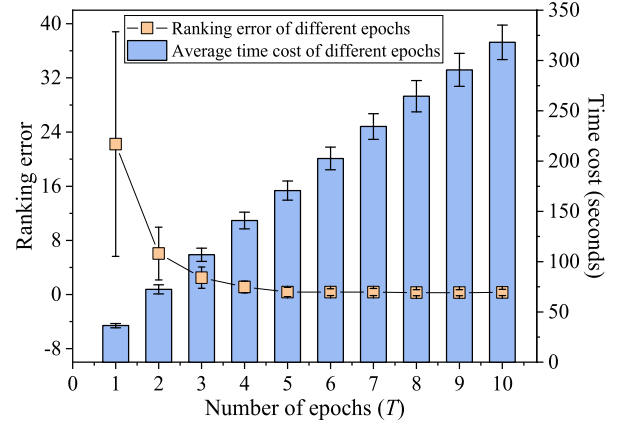 Ranking error of different epochs
Average time cost of different epochs
Ranking error
40
32
24
16
8
0
-8
350
300
250
200
150
100
50
0
Time cost (seconds)
0 1 2 3 4 5 6 7 8 9 10
Number of epochs (T)